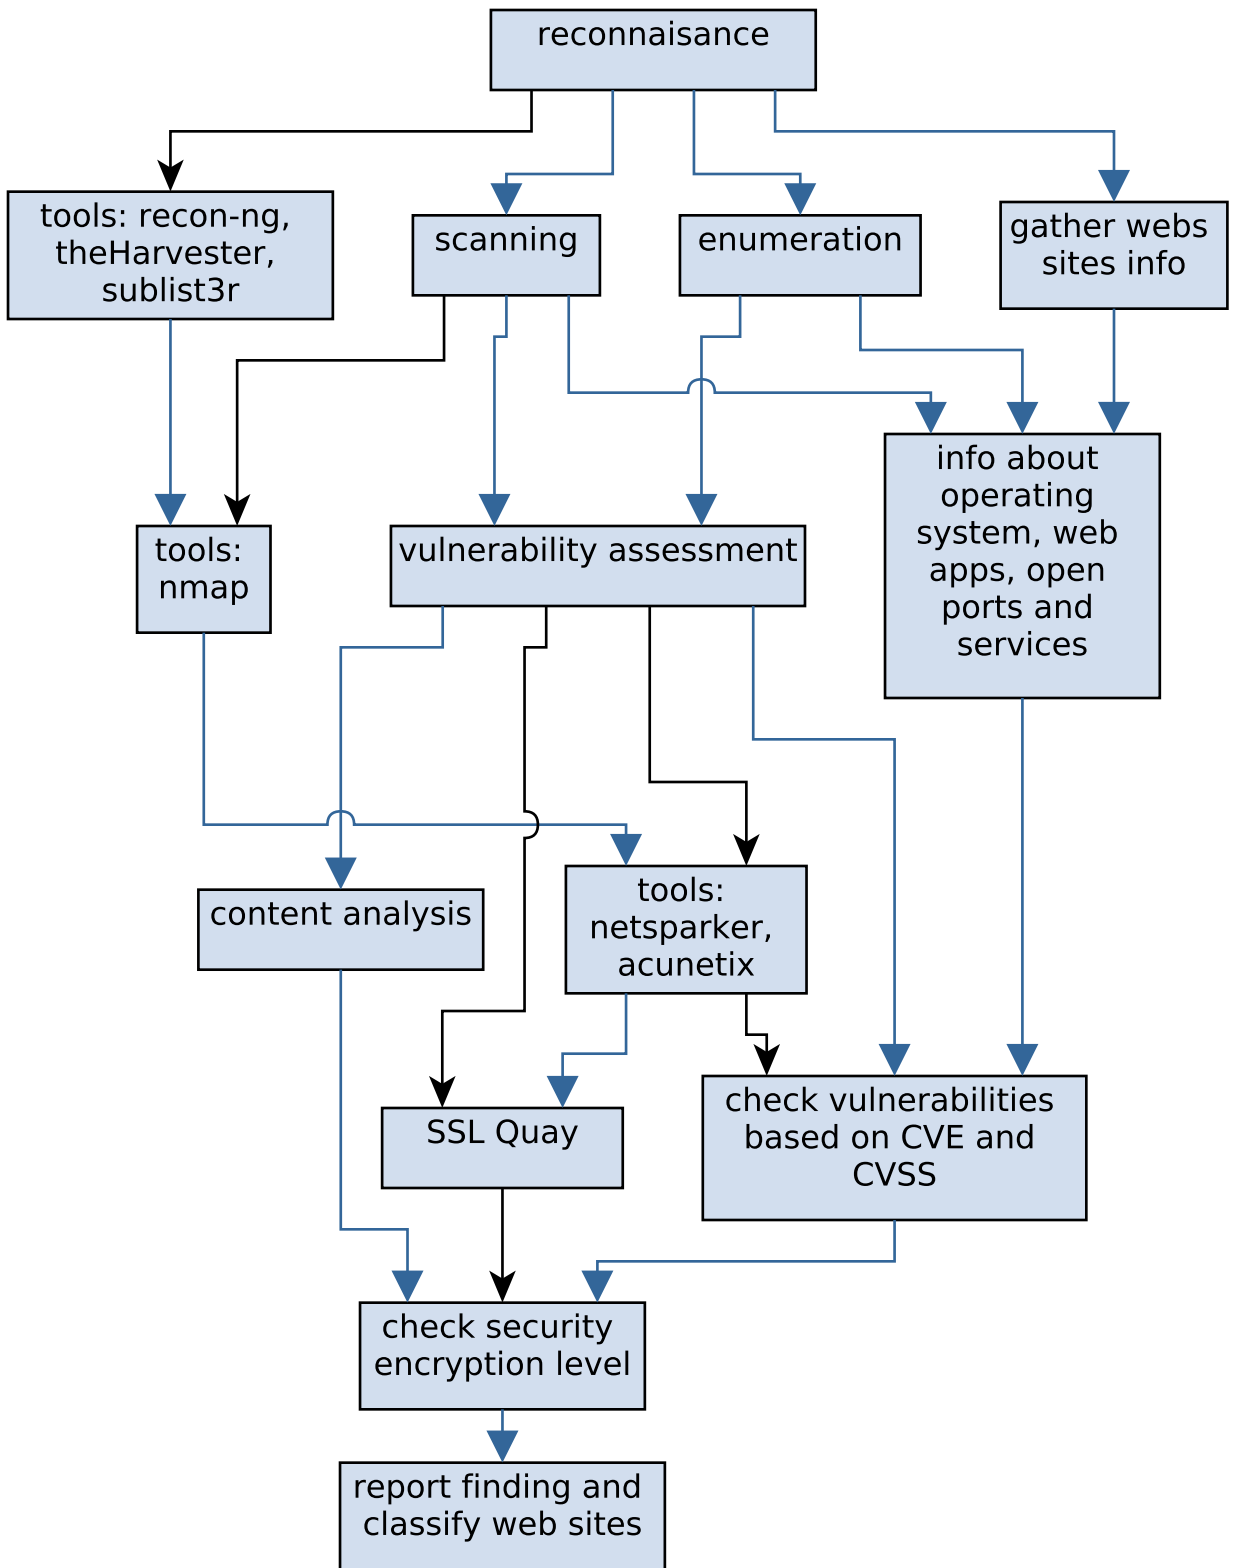 reconnaisance
tools: recon-ng,
theHarvester,
sublist3r
scanning
enumeration
gather webs
sites info
info about
operating
system, web
apps, open
ports and
services
tools:
nmap
vulnerability assessment
content analysis
tools:
netsparker,
acunetix
SSL Quay
check vulnerabilities
based on CVE and
CVSS
check security
encryption level
report finding and
classify web sites